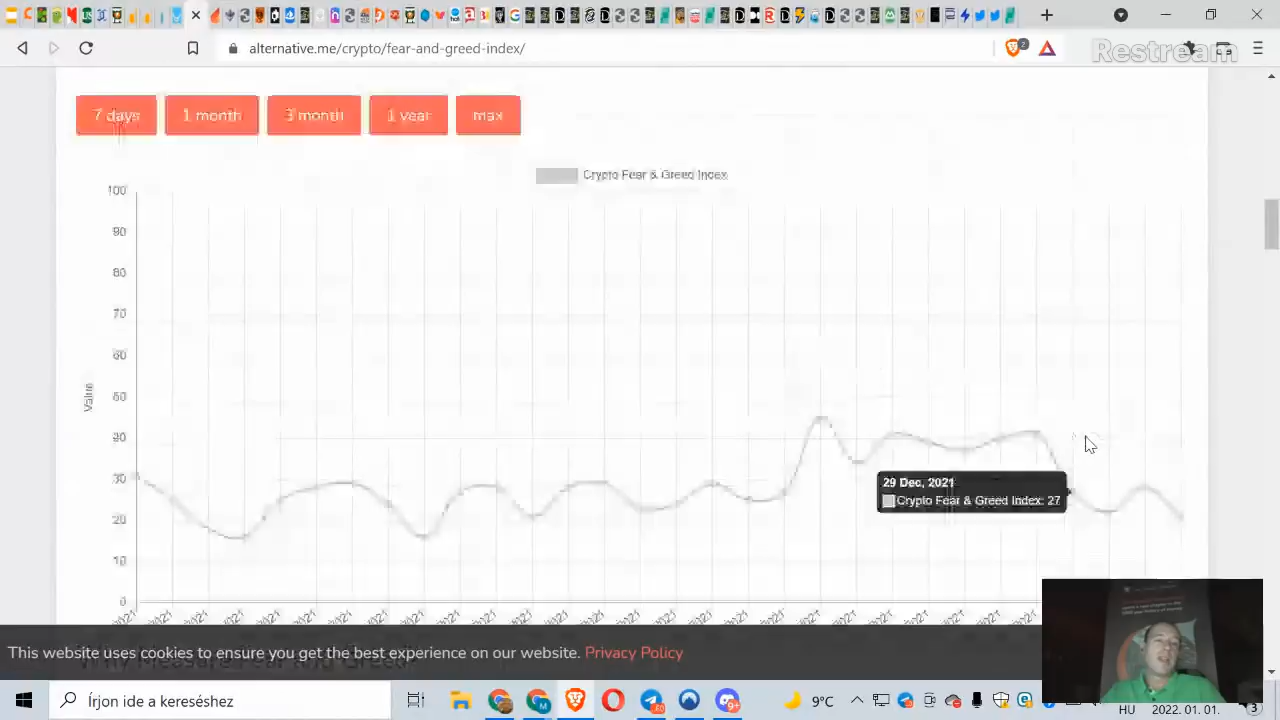 alternative.me/crypto/fear-and-greed-index/
2
Restream
7 days
1 month
3 month
1 year
max
Crypto Fear & Greed Index
100
90
80
70
60
50
40
30
20
10
0
Value
29 Dec, 2021
Crypto Fear & Greed Index: 27
This website uses cookies to ensure you get the best experience on our website. Privacy Policy
Írjon ide a kereséshez
9+
9°C
HU
2022. 01. 01.
3